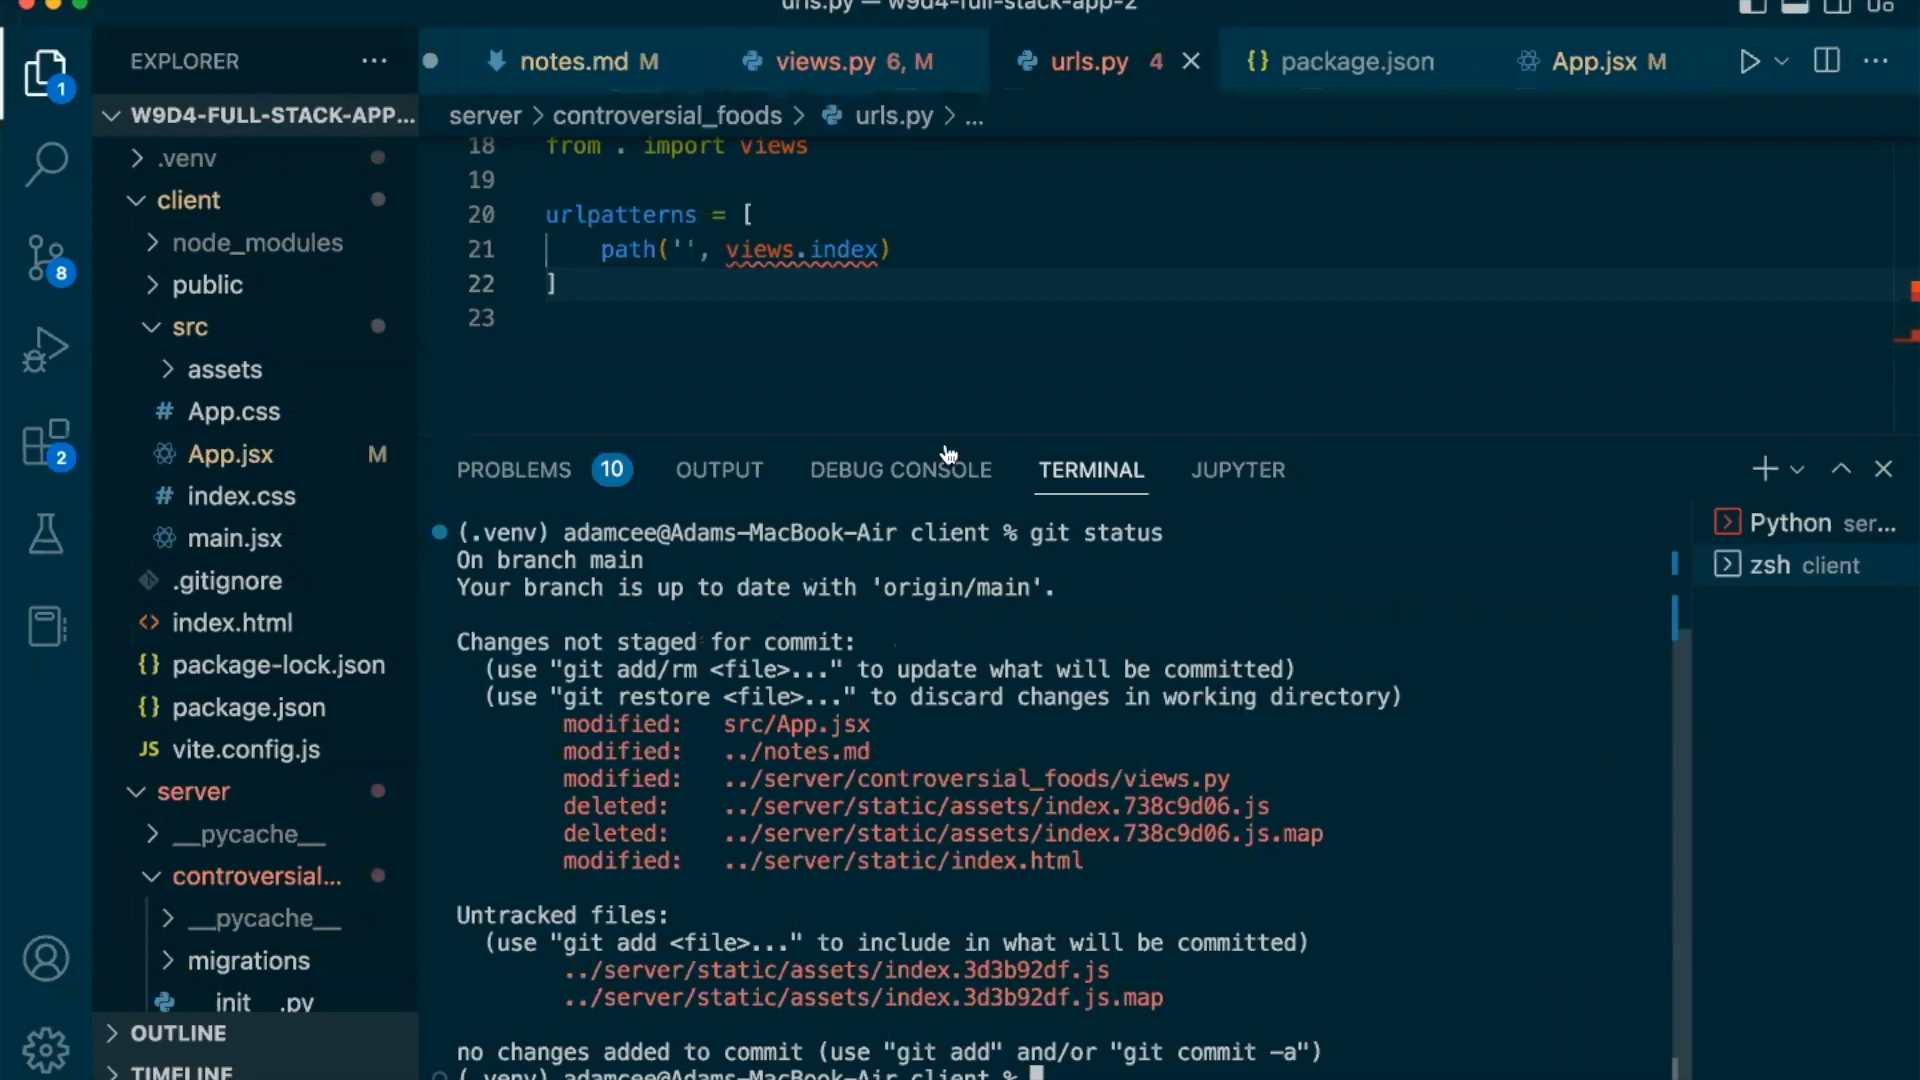 urls.py — w9d4-full-stack-app-2
EXPLORER
notes.md M
views.py 6, M
urls.py 4
{} package.json
App.jsx M
1
W9D4-FULL-STACK-APP...
server > controversial_foods > urls.py > ...
.venv
client
node_modules
public
src
assets
# App.css
App.jsx M
# index.css
main.jsx
.gitignore
<> index.html
{} package-lock.json
{} package.json
JS vite.config.js
server
__pycache__
controversial...
__pycache__
migrations
__init__.py
OUTLINE
TIMELINE
8
2
18 from . import views
19
20 urlpatterns = [
21 path('', views.index)
22 ]
23
PROBLEMS 10 OUTPUT DEBUG CONSOLE TERMINAL JUPYTER
Python ser...
zsh client
(.venv) adamcee@Adams-MacBook-Air client % git status
On branch main
Your branch is up to date with 'origin/main'.
Changes not staged for commit:
(use "git add/rm <file>..." to update what will be committed)
(use "git restore <file>..." to discard changes in working directory)
modified: src/App.jsx
modified: ../notes.md
modified: ../server/controversial_foods/views.py
deleted: ../server/static/assets/index.738c9d06.js
deleted: ../server/static/assets/index.738c9d06.js.map
modified: ../server/static/index.html
Untracked files:
(use "git add <file>..." to include in what will be committed)
../server/static/assets/index.3d3b92df.js
../server/static/assets/index.3d3b92df.js.map
no changes added to commit (use "git add" and/or "git commit -a")
(.venv) adamcee@Adams-MacBook-Air client %